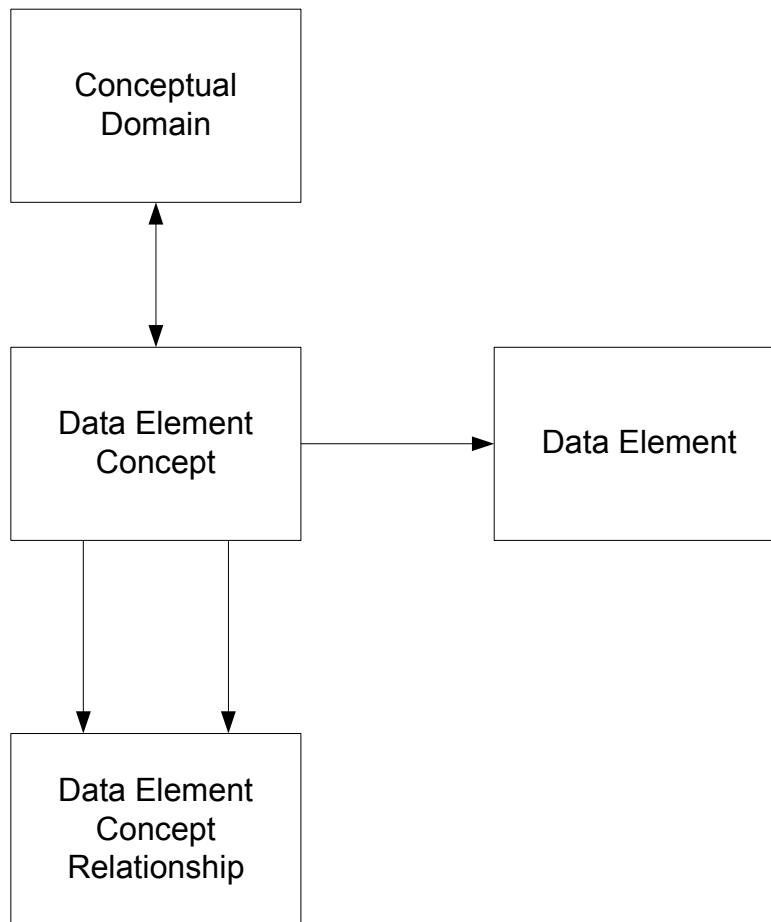 Conceptual
Domain
Data Element
Concept
Data Element
Data Element
Concept
Relationship